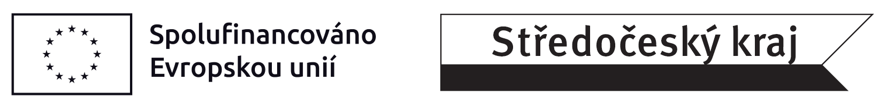 Spolufinancováno
Evropskou unií
Středočeský kraj